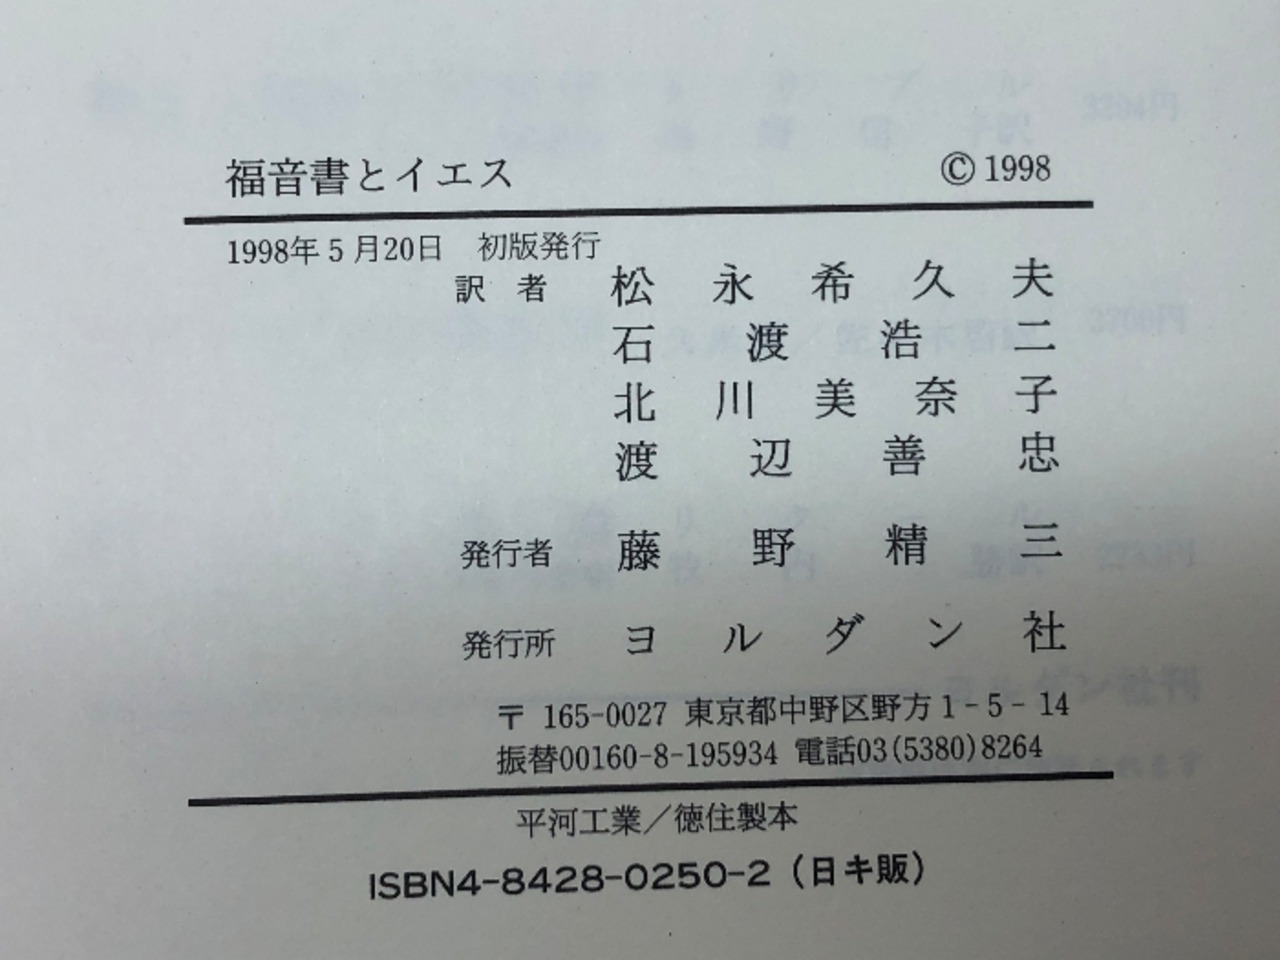 福音書とイエス Ⓒ1998
1998年5月20日 初版発行
訳者 松永希久夫
石渡浩二
北川美奈子
渡辺善忠
発行者 藤野精三
発行所 ヨルダン社
〒165-0027 東京都中野区野方1-5-14
振替00160-8-195934 電話03(5380)8264
平河工業／徳住製本
ISBN4-8428-0250-2（日キ販）